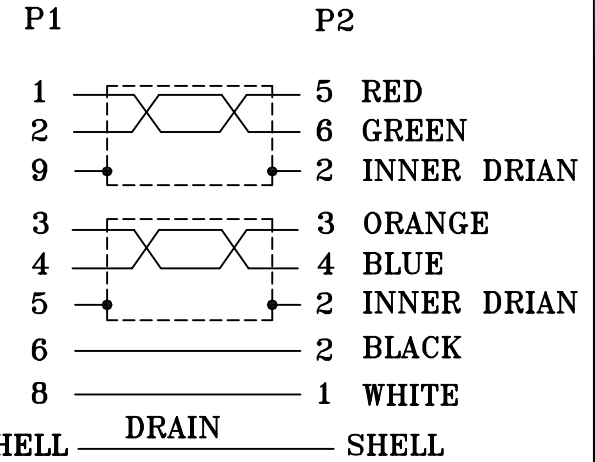 P1 P2
1 5 RED
2 6 GREEN
9 2 INNER DRIAN
3 3 ORANGE
4 4 BLUE
5 2 INNER DRIAN
6 2 BLACK
8 1 WHITE
HELL DRAIN SHELL